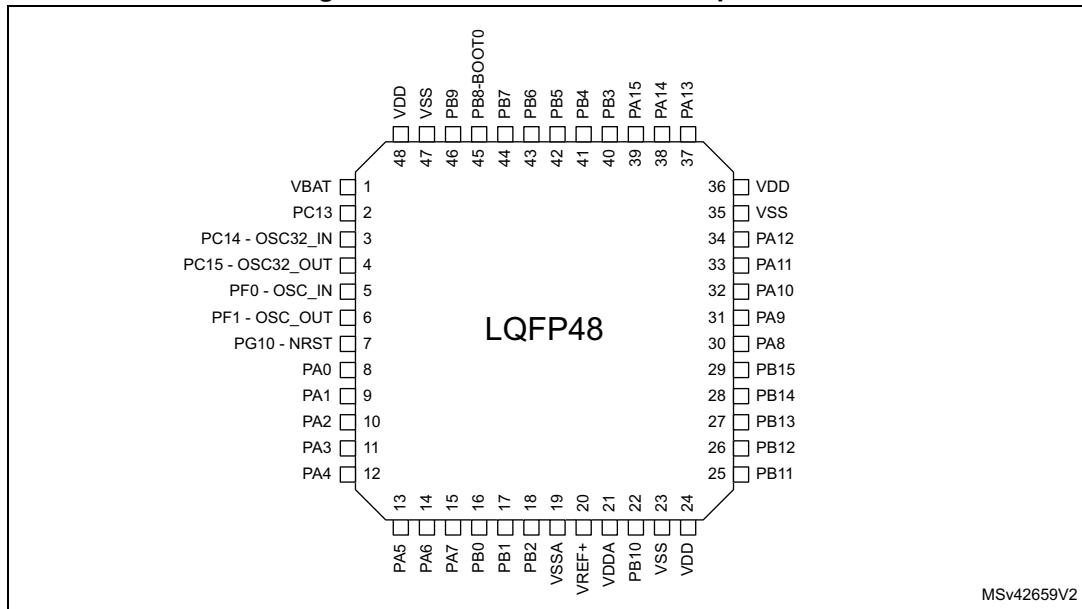 VDD
VSS
PB9
PB8-BOOT0
PB7
PB6
PB5
PB4
PB3
PA15
PA14
PA13
48
47
46
45
44
43
42
41
40
39
38
37
VBAT 1
PC13 2
PC14 - OSC32_IN 3
PC15 - OSC32_OUT 4
PF0 - OSC_IN 5
PF1 - OSC_OUT 6
PG10 - NRST 7
PA0 8
PA1 9
PA2 10
PA3 11
PA4 12
LQFP48
36 VDD
35 VSS
34 PA12
33 PA11
32 PA10
31 PA9
30 PA8
29 PB15
28 PB14
27 PB13
26 PB12
25 PB11
13
14
15
16
17
18
19
20
21
22
23
24
PA5
PA6
PA7
PB0
PB1
PB2
VSSA
VREF+
VDDA
PB10
VSS
VDD
MSv42659V2